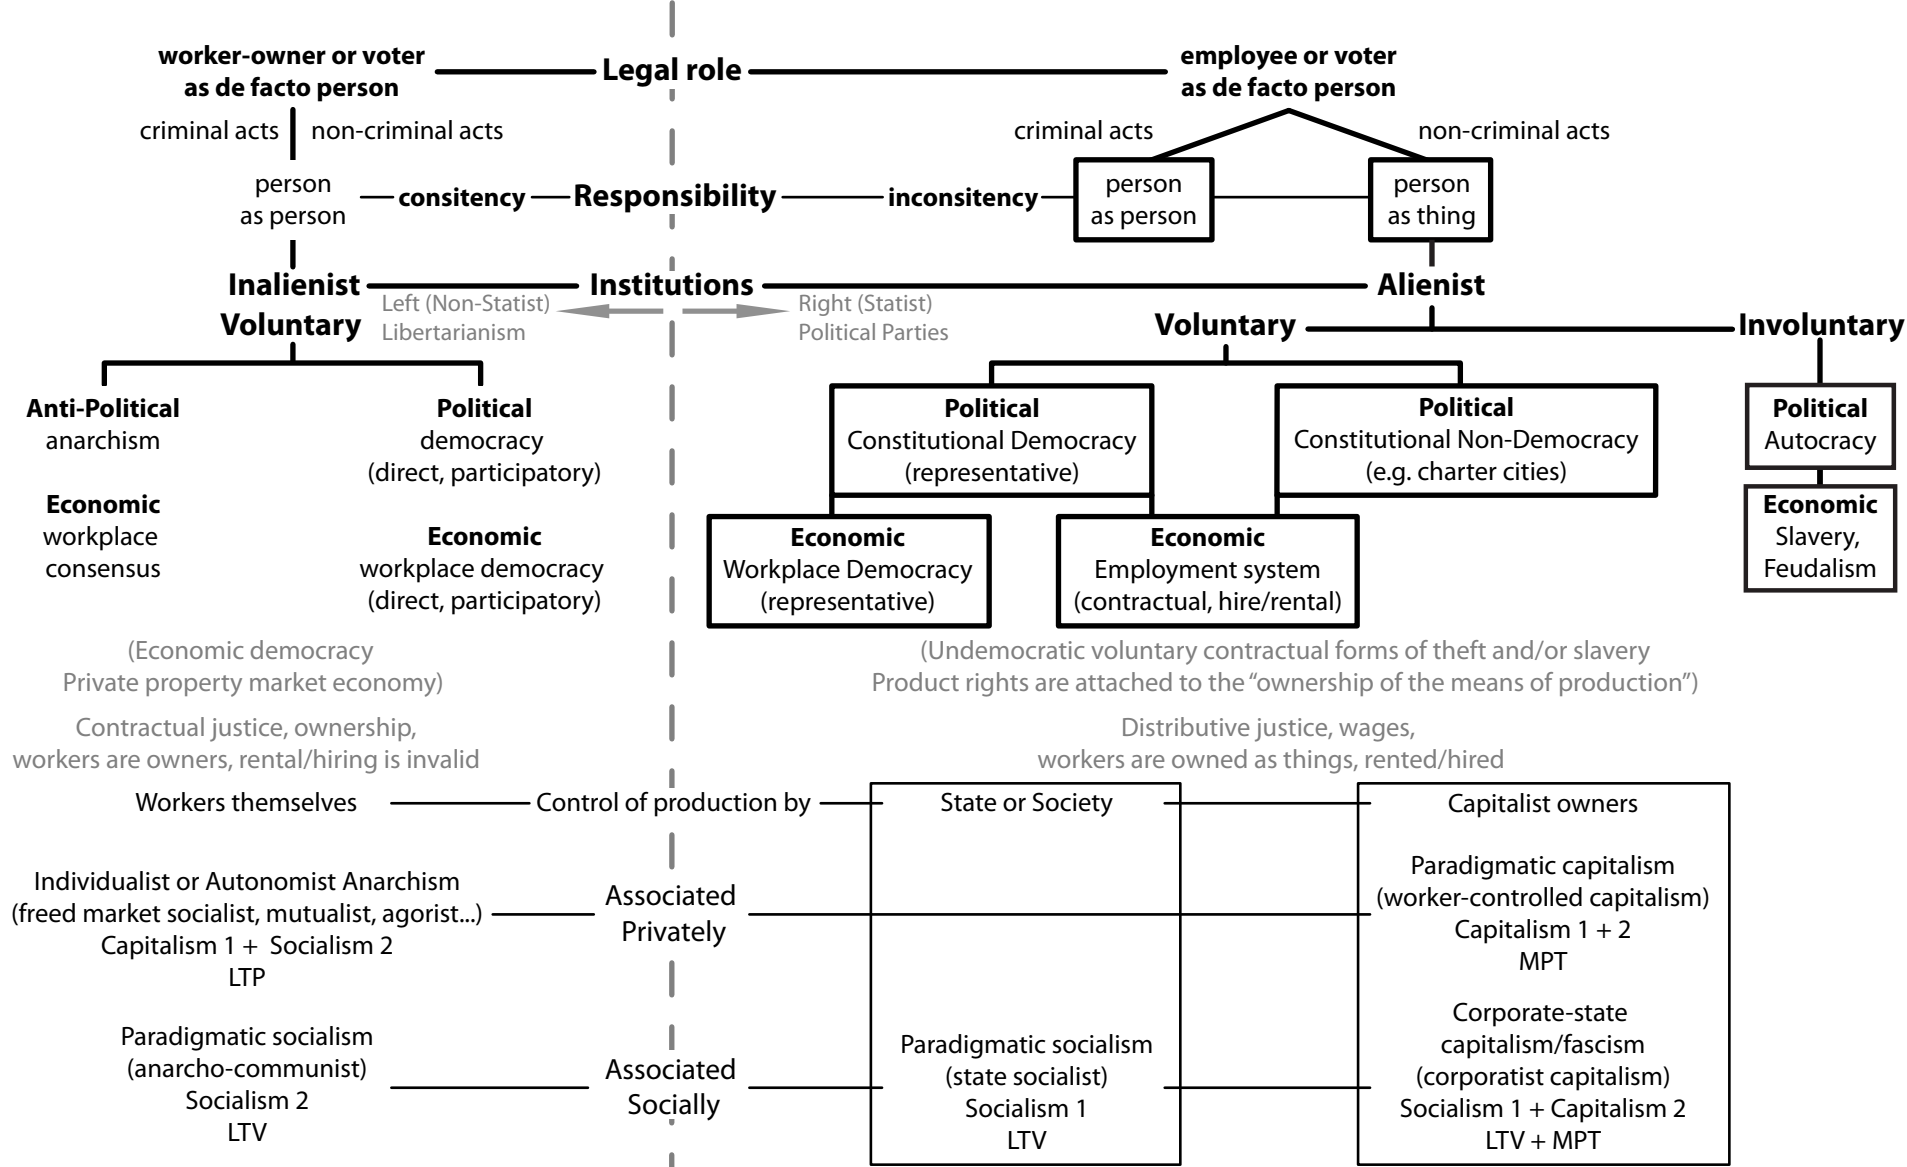 worker-owner or voter
as de facto person
Legal role
employee or voter
as de facto person
criminal acts
non-criminal acts
criminal acts
non-criminal acts
person
as person
consitency
Responsibility
inconsitency
person
as person
person
as thing
Inalienist
Institutions
Alienist
Left (Non-Statist)
Libertarianism
Right (Statist)
Political Parties
Voluntary
Voluntary
Involuntary
Anti-Political
anarchism
Political
democracy
(direct, participatory)
Political
Constitutional Democracy
(representative)
Political
Constitutional Non-Democracy
(e.g. charter cities)
Political
Autocracy
Economic
workplace
consensus
Economic
workplace democracy
(direct, participatory)
Economic
Workplace Democracy
(representative)
Economic
Employment system
(contractual, hire/rental)
Economic
Slavery,
Feudalism
(Economic democracy
Private property market economy)
(Undemocratic voluntary contractual forms of theft and/or slavery
Product rights are attached to the “ownership of the means of production”)
Contractual justice, ownership,
workers are owners, rental/hiring is invalid
Distributive justice, wages,
workers are owned as things, rented/hired
Workers themselves
Control of production by
State or Society
Capitalist owners
Individualist or Autonomist Anarchism
(freed market socialist, mutualist, agorist...)
Capitalism 1 + Socialism 2
LTP
Associated
Privately
Paradigmatic capitalism
(worker-controlled capitalism)
Capitalism 1 + 2
MPT
Paradigmatic socialism
(anarcho-communist)
Socialism 2
LTV
Associated
Socially
Paradigmatic socialism
(state socialist)
Socialism 1
LTV
Corporate-state
capitalism/fascism
(corporatist capitalism)
Socialism 1 + Capitalism 2
LTV + MPT